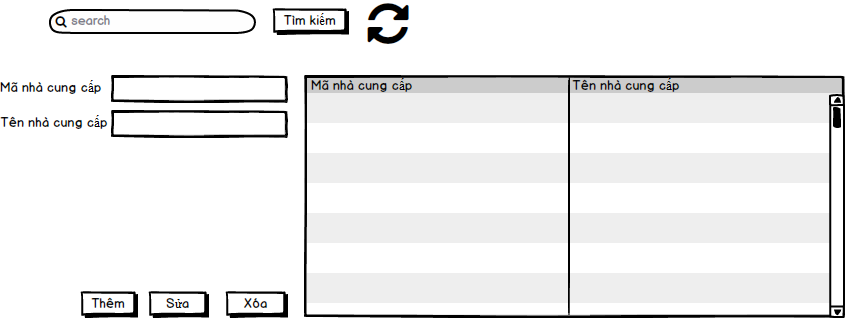 search
Tìm kiếm
Mã nhà cung cấp
Tên nhà cung cấp
Mã nhà cung cấp
Tên nhà cung cấp
Thêm
Sửa
Xóa